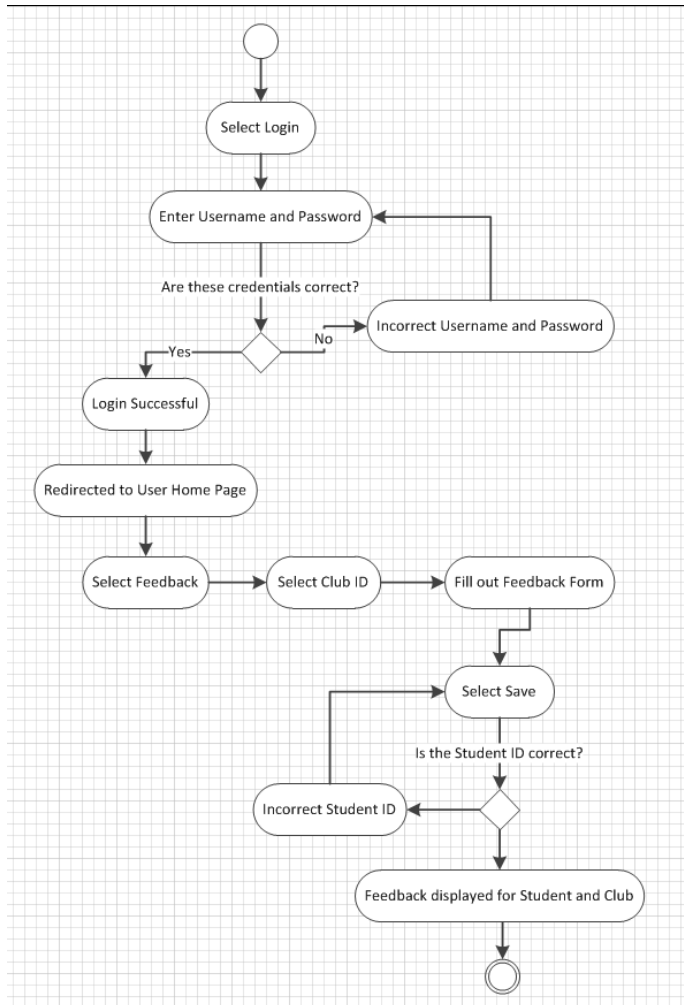 Select Login
Enter Username and Password
Are these credentials correct?
No
Incorrect Username and Password
Yes
Login Successful
Redirected to User Home Page
Select Feedback
Select Club ID
Fill out Feedback Form
Select Save
Is the Student ID correct?
Incorrect Student ID
Feedback displayed for Student and Club